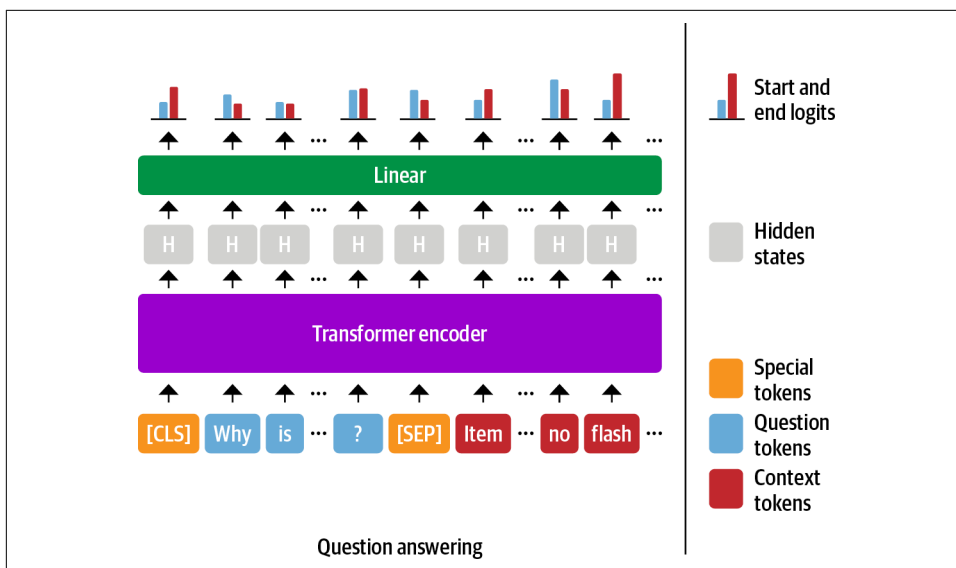 Start and
end logits
... ... ... ...
Linear
... ... ... ...
H H H H H H H H
Hidden
states
... ... ... ...
Transformer encoder
... ... ... ...
[CLS] Why is ... ? [SEP] Item ... no flash ...
Special
tokens
Question
tokens
Context
tokens
Question answering